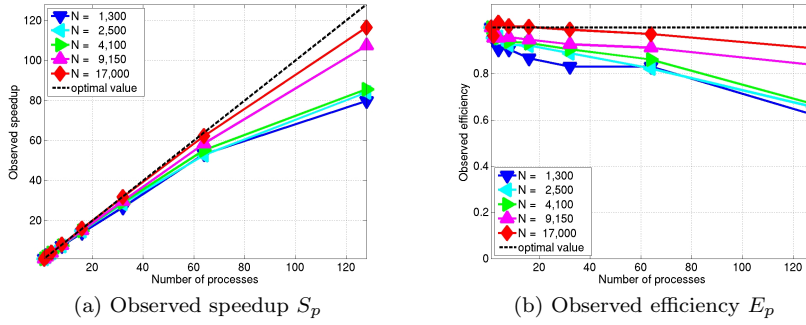 N = 1,300
N = 2,500
N = 4,100
N = 9,150
N = 17,000
optimal value
120
100
80
60
40
20
Observed speedup
20 40 60 80 100 120
Number of processes
(a) Observed speedup Sp
1
0.8
0.6
0.4
0.2
0
Observed efficiency
N = 1,300
N = 2,500
N = 4,100
N = 9,150
N = 17,000
optimal value
20 40 60 80 100 120
Number of processes
(b) Observed efficiency Ep